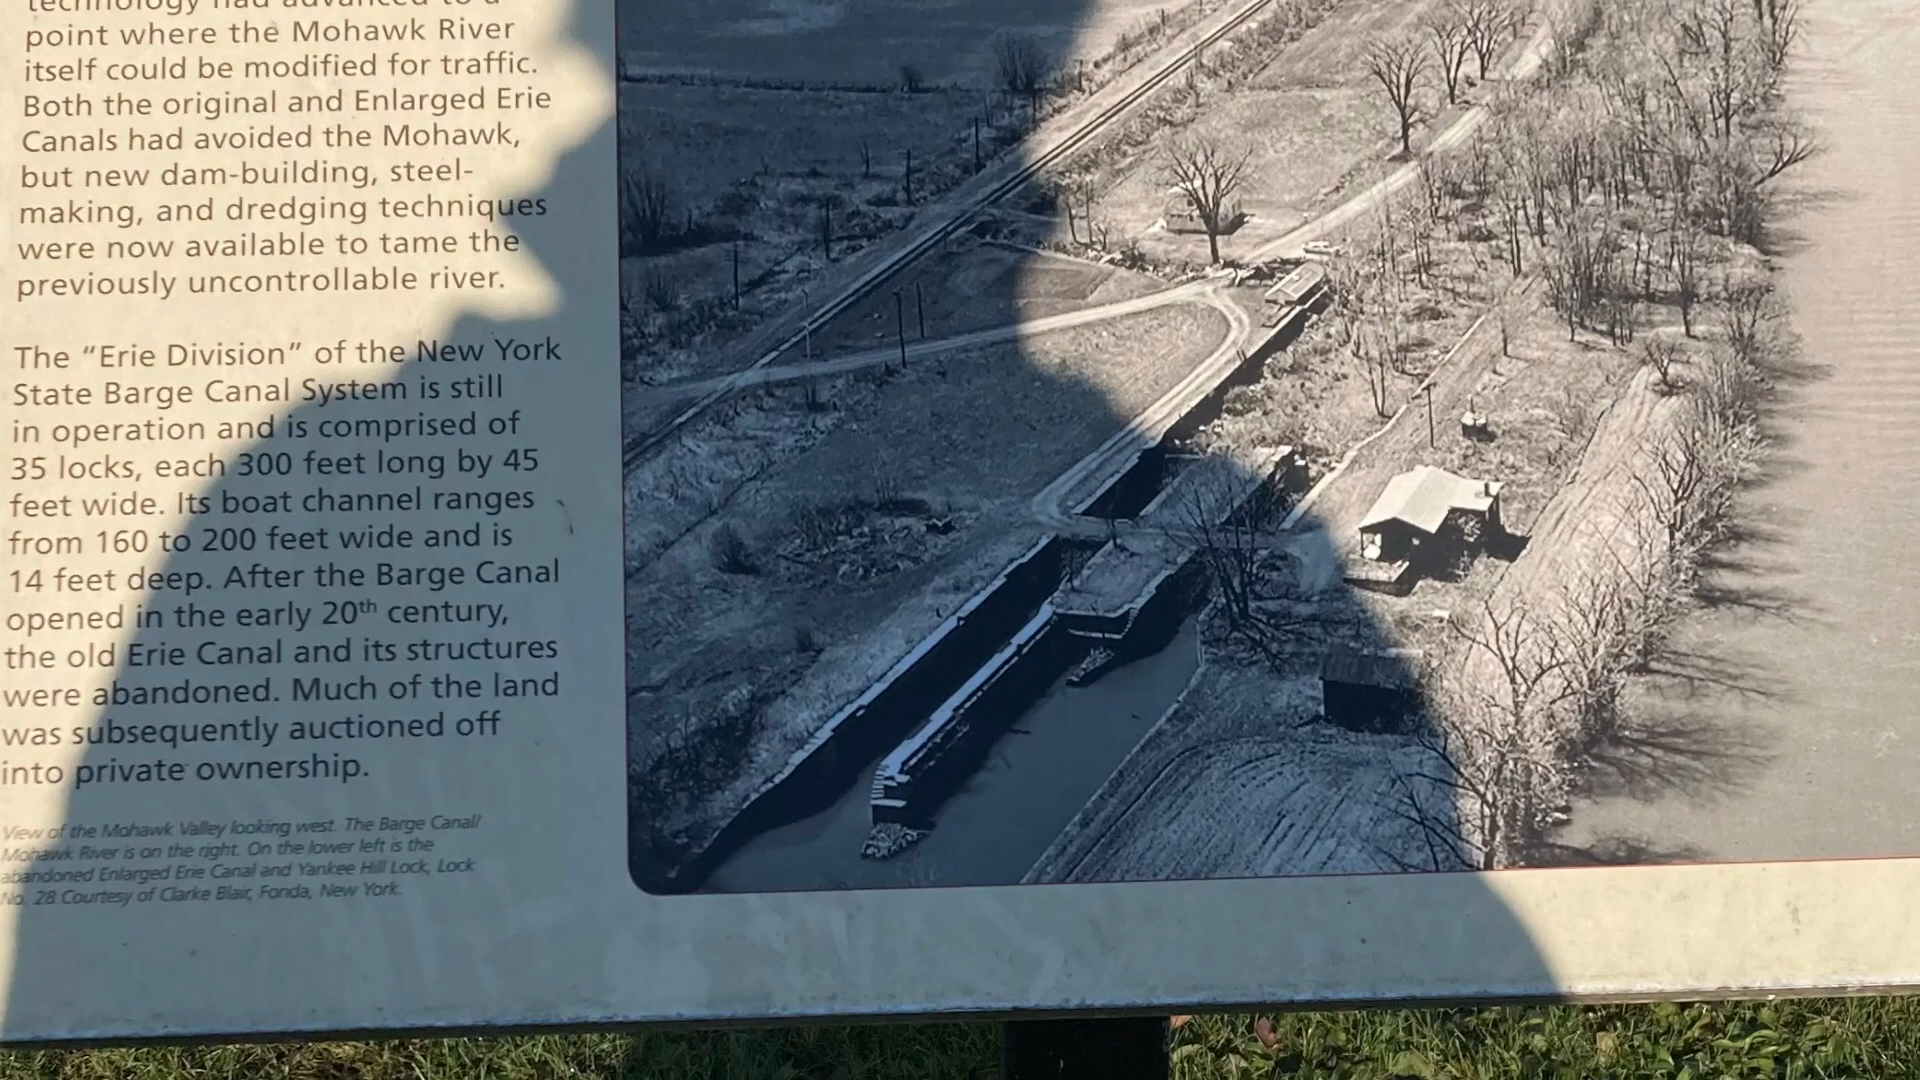 technology had advanced to a
point where the Mohawk River
itself could be modified for traffic.
Both the original and Enlarged Erie
Canals had avoided the Mohawk,
but new dam-building, steel-
making, and dredging techniques
were now available to tame the
previously uncontrollable river.
The “Erie Division” of the New York
State Barge Canal System is still
in operation and is comprised of
35 locks, each 300 feet long by 45
feet wide. Its boat channel ranges
from 160 to 200 feet wide and is
14 feet deep. After the Barge Canal
opened in the early 20th century,
the old Erie Canal and its structures
were abandoned. Much of the land
was subsequently auctioned off
into private ownership.
View of the Mohawk Valley looking west. The Barge Canal/
Mohawk River is on the right. On the lower left is the
abandoned Enlarged Erie Canal and Yankee Hill Lock, Lock
No. 28 Courtesy of Clarke Blair, Fonda, New York.